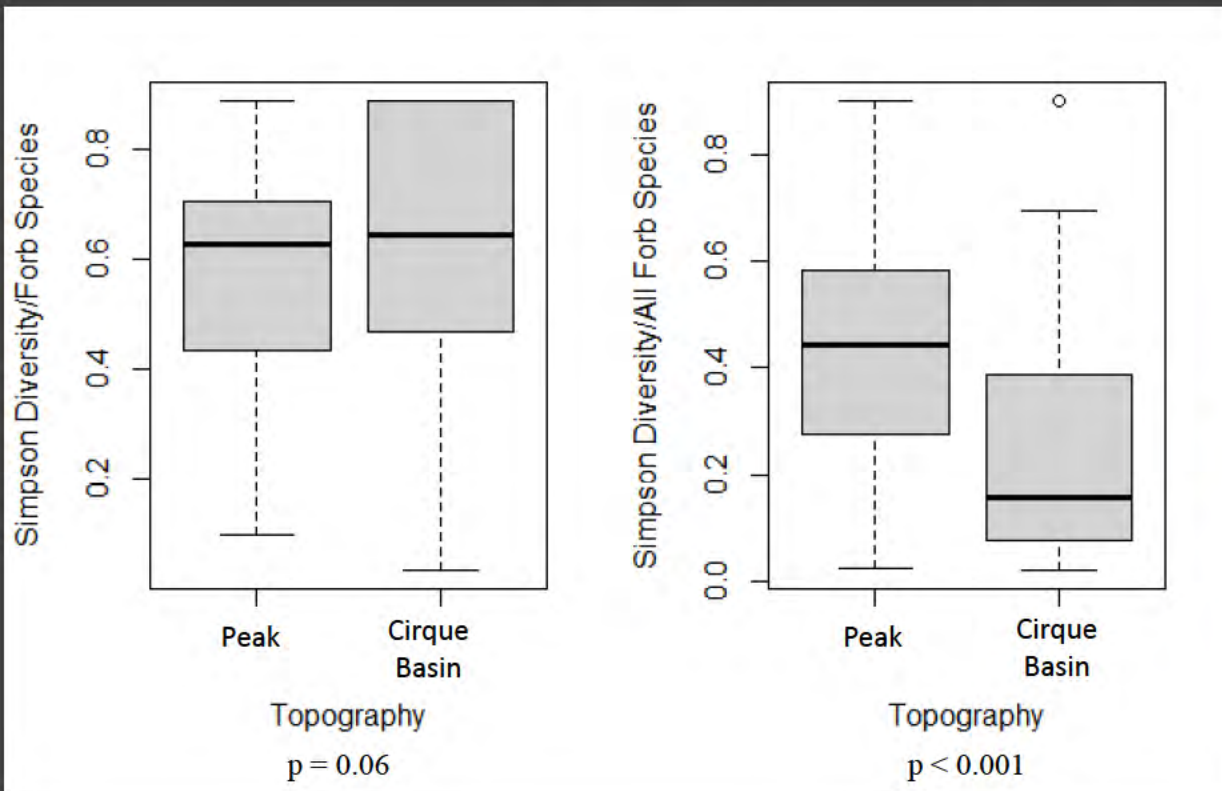 Simpson Diversity/Forb Species
0.8
0.6
0.4
0.2
Peak
Cirque
Basin
Topography
p = 0.06
Simpson Diversity/All Forb Species
0.8
0.6
0.4
0.2
0.0
Peak
Cirque
Basin
Topography
p < 0.001